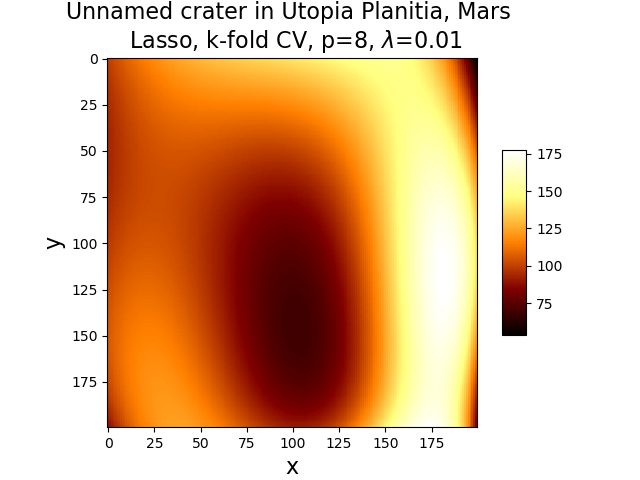 Unnamed crater in Utopia Planitia, Mars
Lasso, k-fold CV, p=8, λ=0.01
0
25
50
75
100
125
150
175
y
0 25 50 75 100 125 150 175
x
175
150
125
100
75